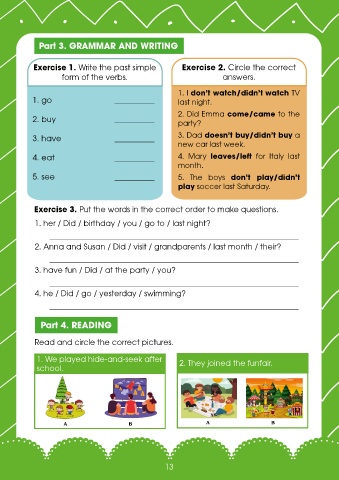 Part 3. GRAMMAR AND WRITING
Exercise 1. Write the past simple
form of the verbs.
1. go ___________
2. buy ___________
3. have ___________
4. eat ___________
5. see ___________
Exercise 2. Circle the correct
answers.
1. I don't watch/didn't watch TV
last night.
2. Did Emma come/came to the
party?
3. Dad doesn't buy/didn't buy a
new car last week.
4. Mary leaves/left for Italy last
month.
5. The boys don't play/didn't
play soccer last Saturday.
Exercise 3. Put the words in the correct order to make questions.
1. her / Did / birthday / you / go to / last night?
2. Anna and Susan / Did / visit / grandparents / last month / their?
3. have fun / Did / at the party / you?
4. he / Did / go / yesterday / swimming?
Part 4. READING
Read and circle the correct pictures.
1. We played hide-and-seek after
school.
2. They joined the funfair.
A B A B
13